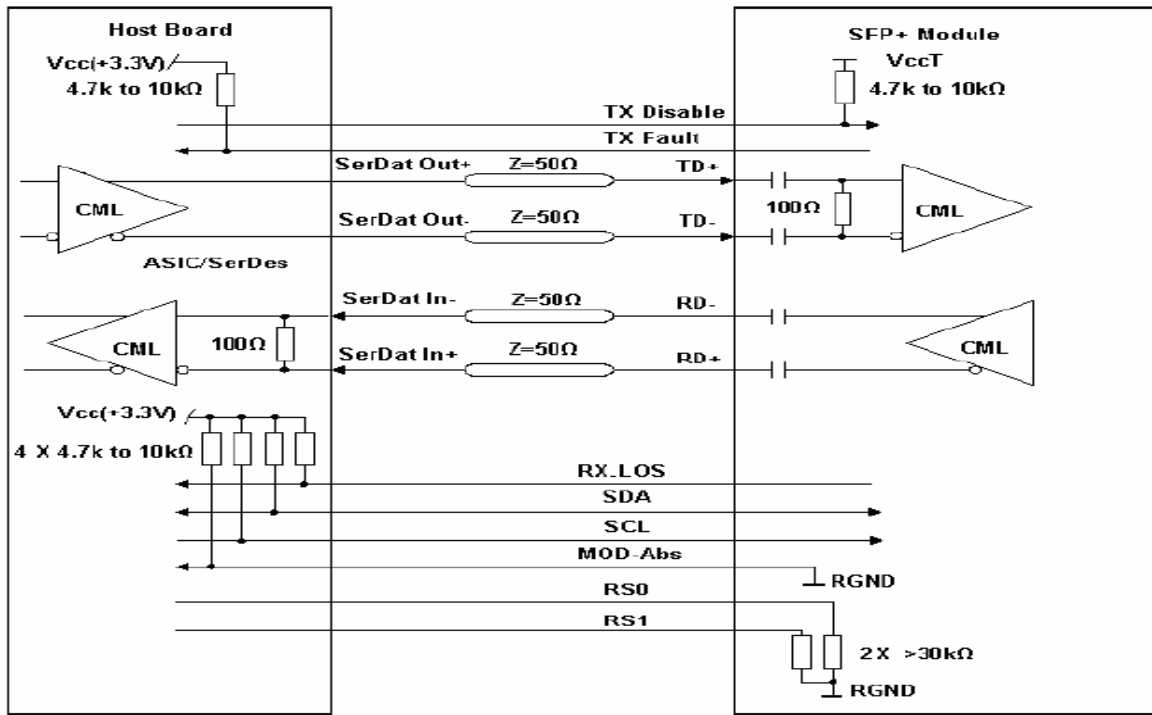 Host Board
SFP+ Module
Vcc(+3.3V)
4.7k to 10kΩ
VccT
4.7k to 10kΩ
TX Disable
TX Fault
SerDat Out+
Z=50Ω
TD+
CML
100Ω
CML
SerDat Out-
Z=50Ω
TD-
ASIC/SerDes
SerDat In-
Z=50Ω
RD-
CML
100Ω
CML
SerDat In+
Z=50Ω
RD+
Vcc(+3.3V)
4 X 4.7k to 10kΩ
RX_LOS
SDA
SCL
MOD-Abs
RGND
RS0
RS1
2X >30kΩ
RGND